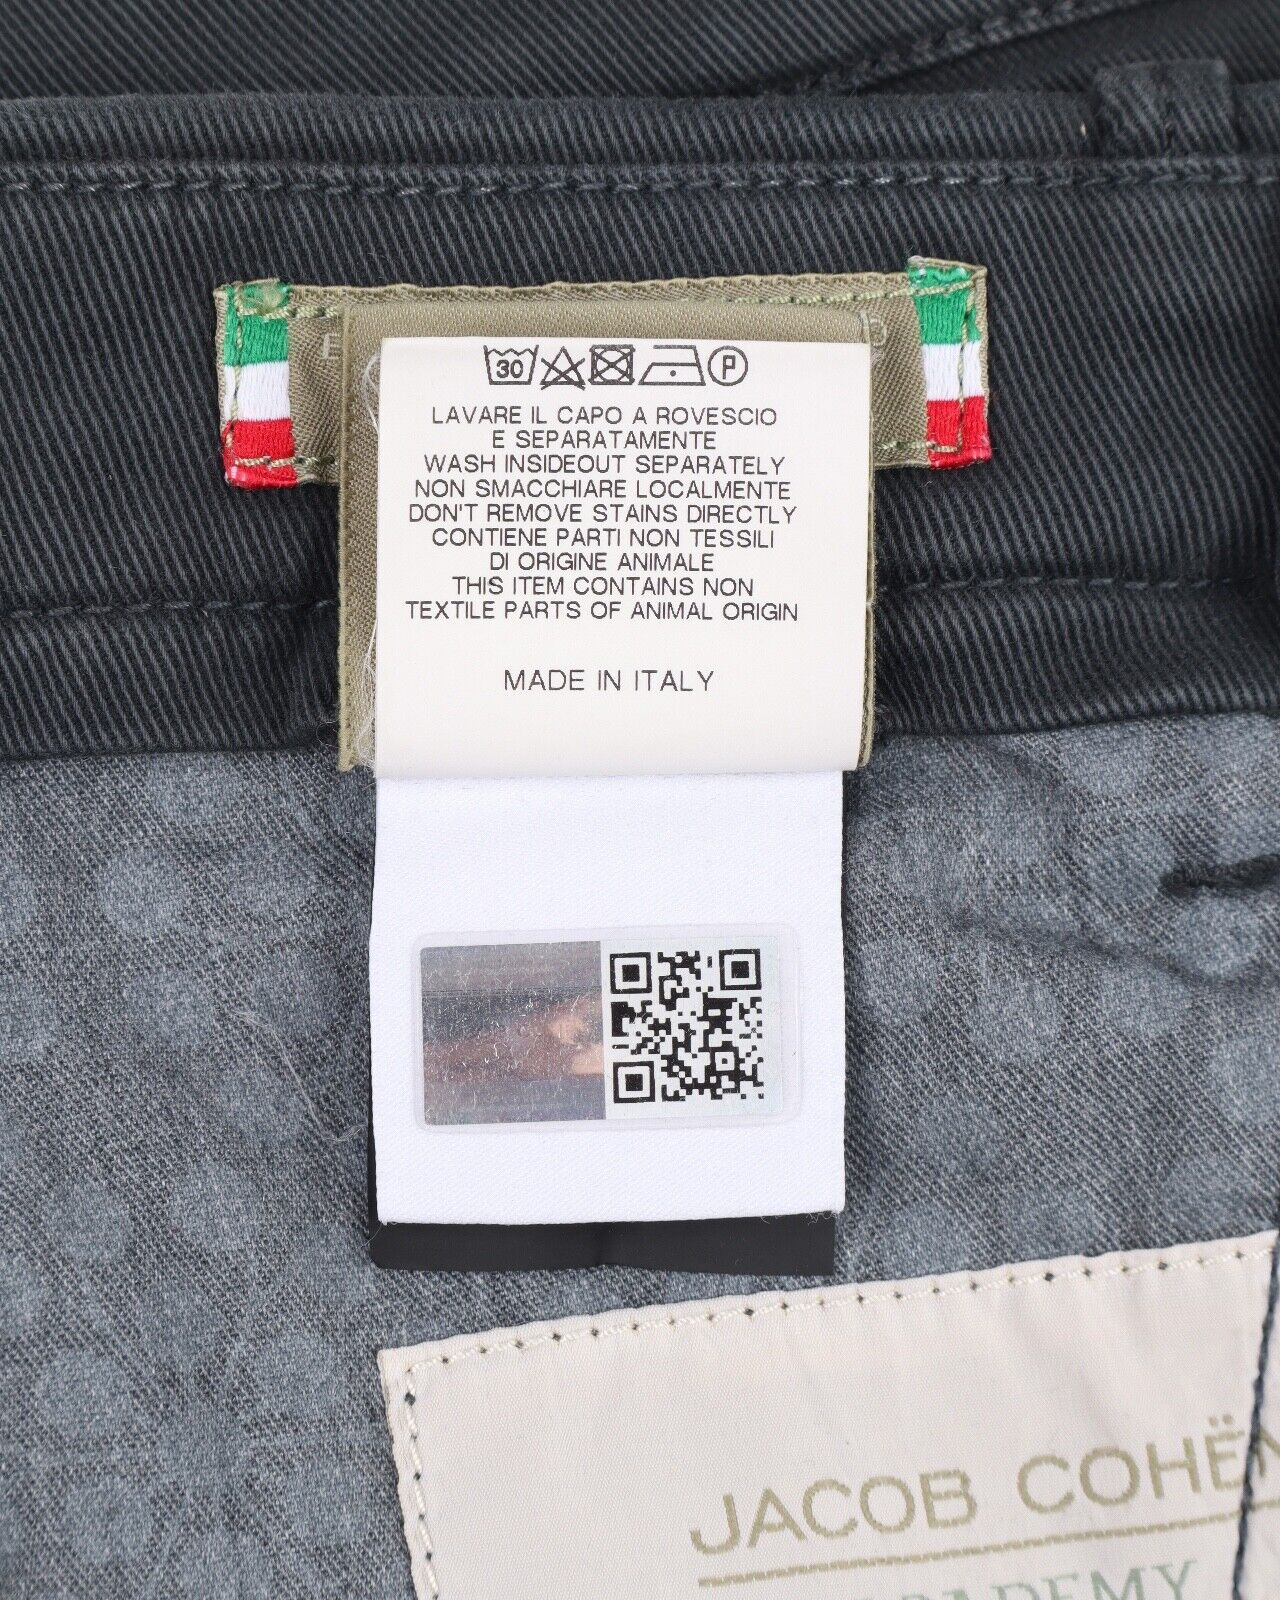 30
P
LAVARE IL CAPO A ROVESCIO
E SEPARATAMENTE
WASH INSIDEOUT SEPARATELY
NON SMACCHIARE LOCALMENTE
DON'T REMOVE STAINS DIRECTLY
CONTIENE PARTI NON TESSILI
DI ORIGINE ANIMALE
THIS ITEM CONTAINS NON
TEXTILE PARTS OF ANIMAL ORIGIN
MADE IN ITALY
JACOB COHËN